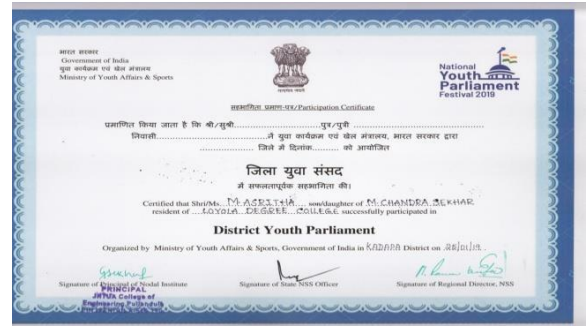 भारत सरकार
Government of India
युवा कार्यक्रम एवं खेल मंत्रालय
Ministry of Youth Affairs & Sports
National
Youth
Parliament
Festival 2019
सहभागिता प्रमाण-पत्र/Participation Certificate
प्रमाणित किया जाता है कि श्री/सुश्री..............................पुत्र/पुत्री..............................
निवासी..............................ने युवा कार्यक्रम एवं खेल मंत्रालय, भारत सरकार द्वारा
.................... जिले में दिनांक.......... को आयोजित
जिला युवा संसद
में सफलतापूर्वक सहभागिता की।
Certified that Shri/Ms. M. ASRITHA son/daughter of M. CHANDRA SEKHAR
resident of LOYOLA DEGREE COLLEGE successfully participated in
District Youth Parliament
Organized by Ministry of Youth Affairs & Sports, Government of India in KADAPA District on 28/01/19
Signature of Principal of Nodal Institute
Signature of State NSS Officer
Signature of Regional Director, NSS
PRINCIPAL
JNTUA College of
Engineering